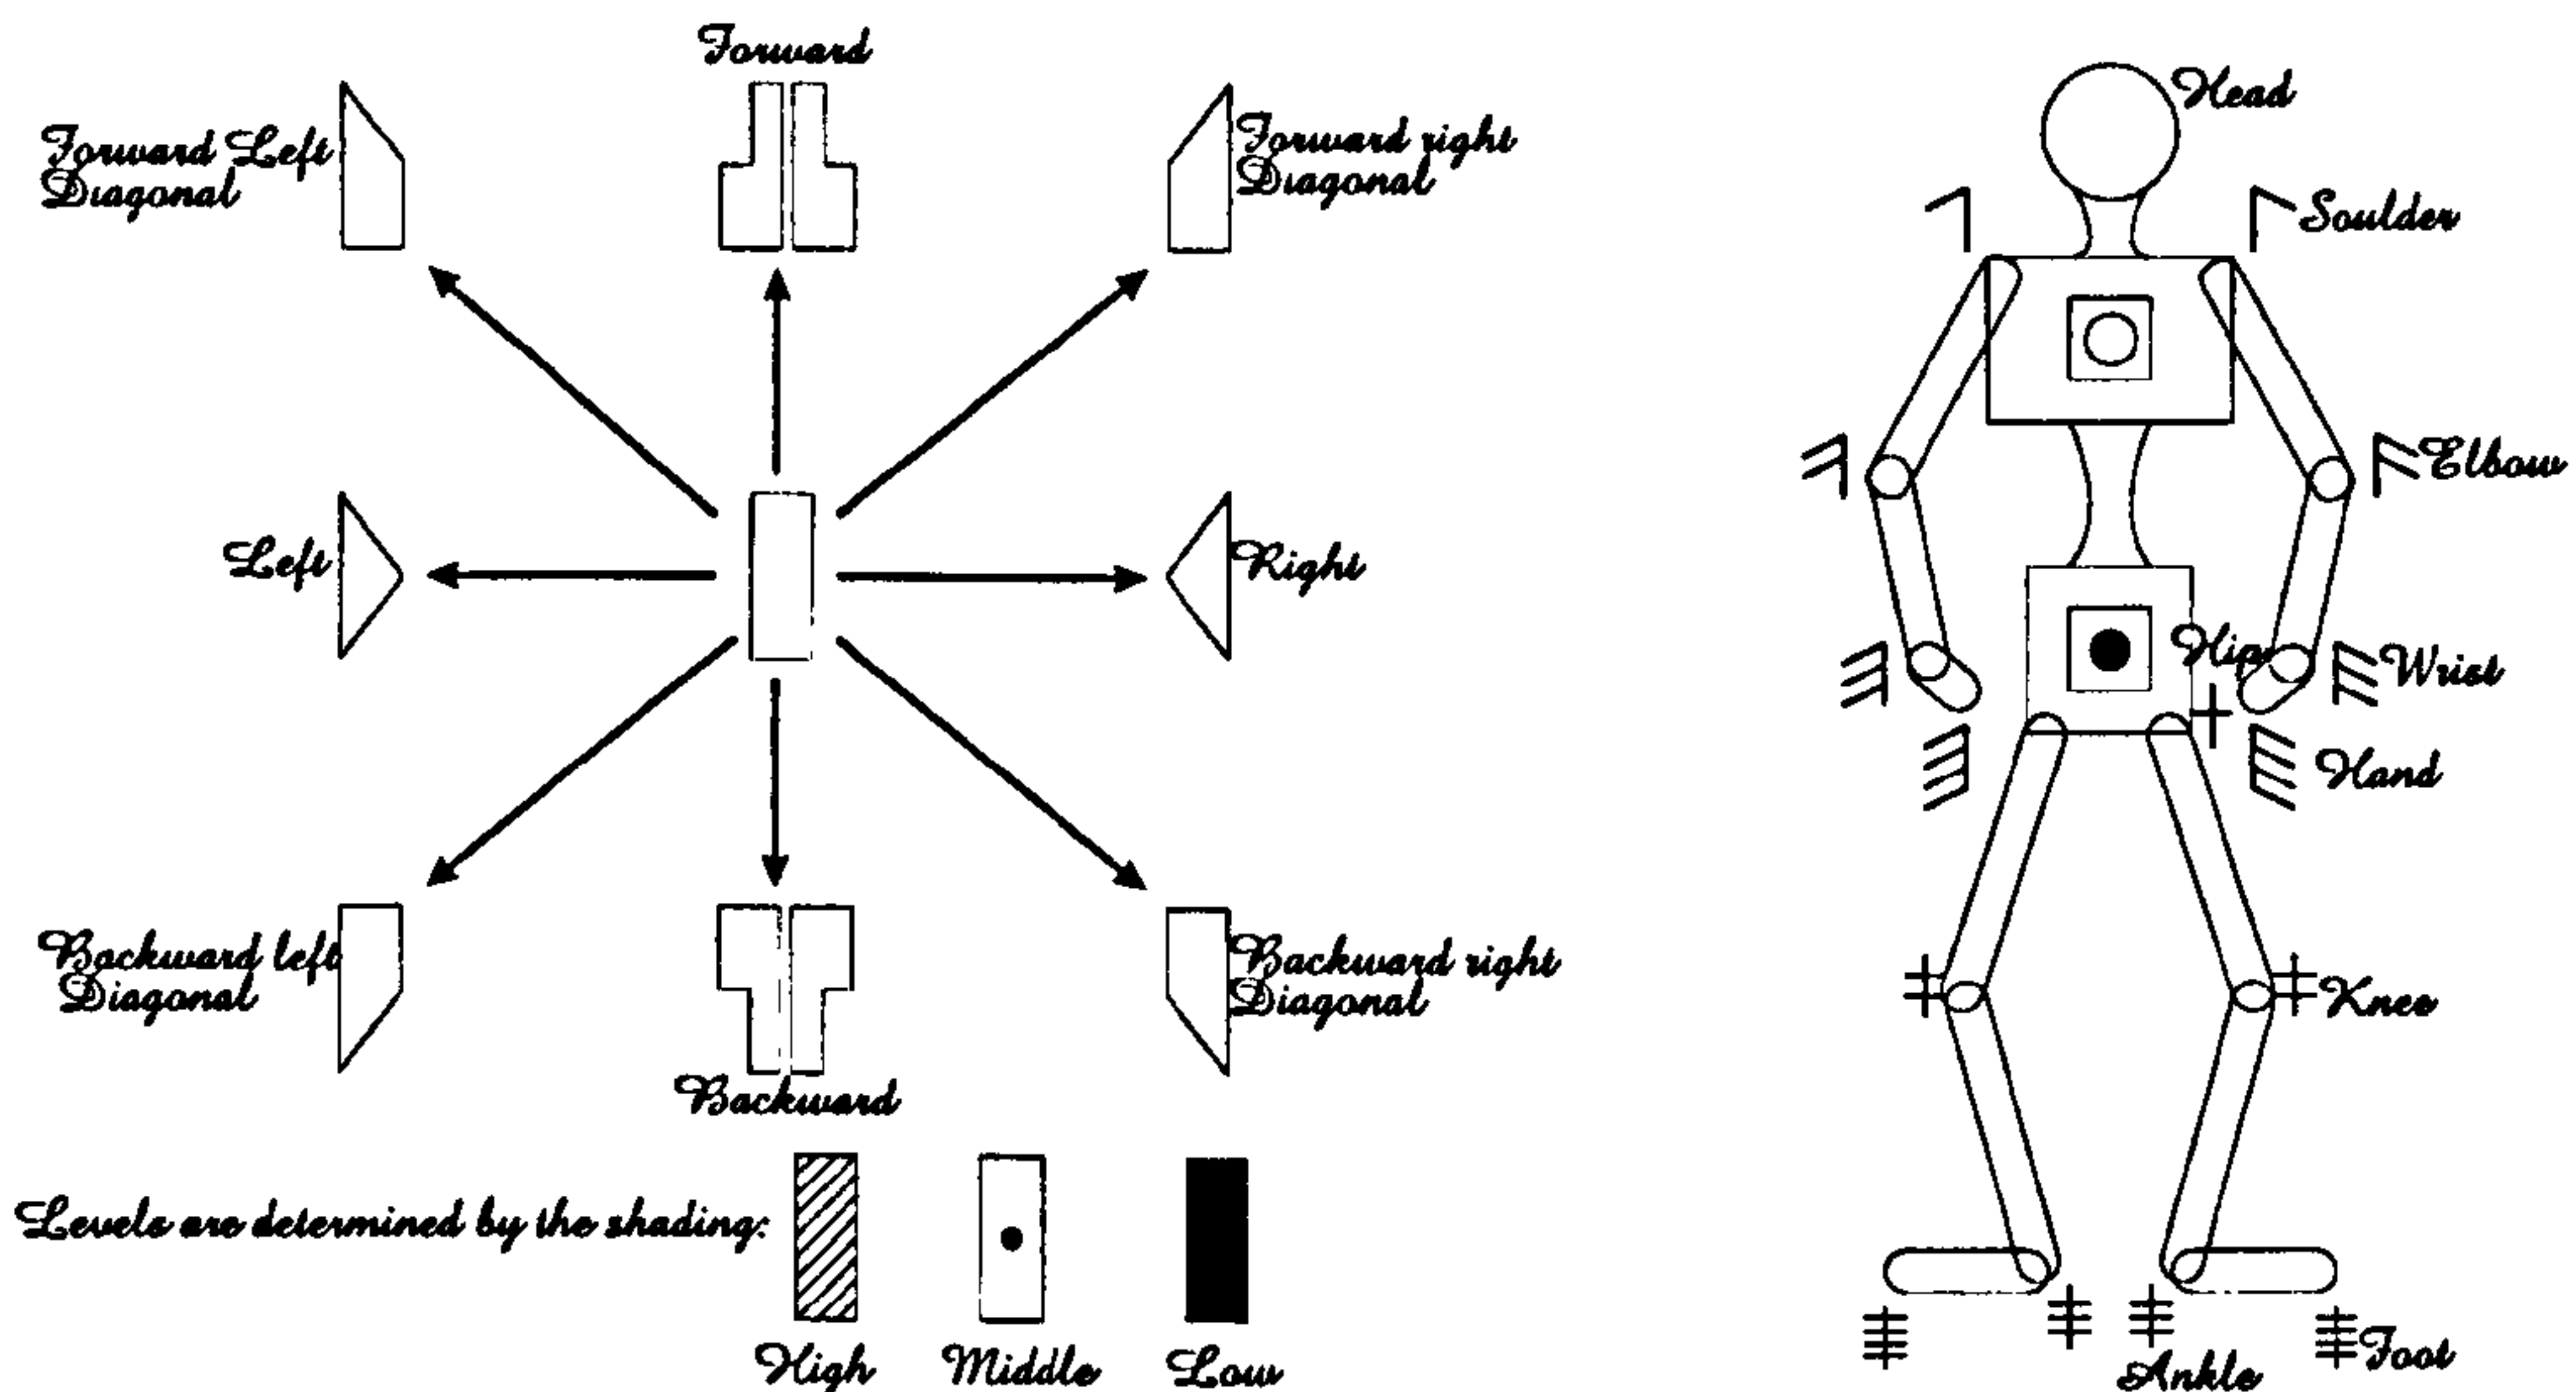 Forward
Forward Left
Diagonal
Forward right
Diagonal
Left
Right
Backward left
Diagonal
Backward right
Diagonal
Backward
Levels are determined by the shading:
High
Middle
Low
Head
Soulder
Elbow
Hip
Wrist
Hand
Knee
Foot
Ankle